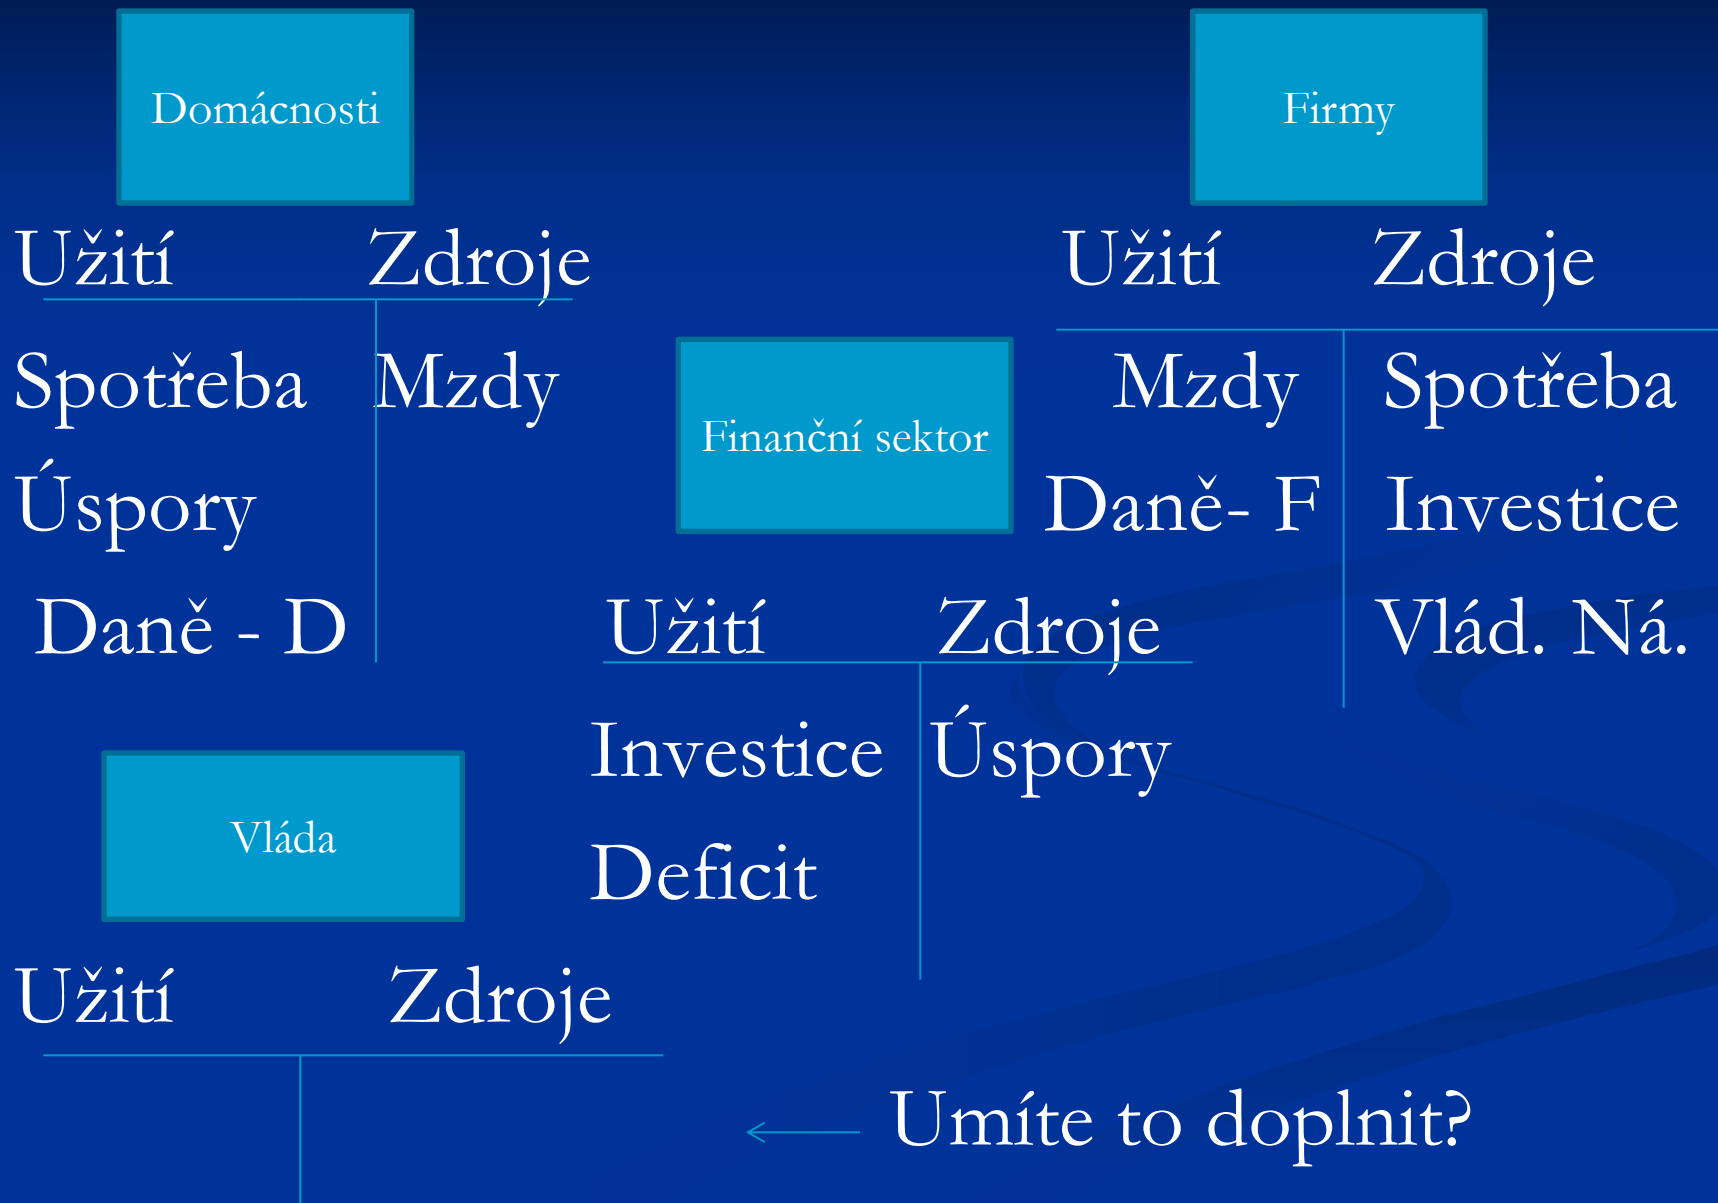 Domácnosti
Firmy
Užití Zdroje
Užití Zdroje
Spotřeba Mzdy
Úspory
Daně - D
Finanční sektor
Mzdy Spotřeba
Daně- F Investice
Vlád. Ná.
Užití Zdroje
Investice Úspory
Deficit
Vláda
Užití Zdroje
Umíte to doplnit?